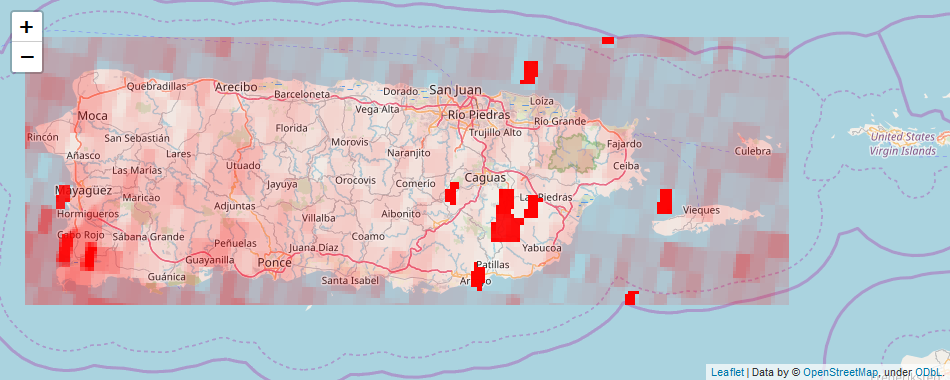 +
−
Quebradillas
Arecibo
Barceloneta
Dorado
San Juan
Loíza
Moca
Vega Alta
Río Piedras
Río Grande
Rincón
San Sebastián
Florida
Morovis
Trujillo Alto
Fajardo
Culebra
United States
Virgin Islands
Añasco
Lares
Naranjito
Las Marías
Utuado
Ceiba
Mayagüez
Maricao
Jayuya
Orocovis
Comerío
Caguas
Las Piedras
Hormigueros
Adjuntas
Villalba
Aibonito
Vieques
Cabo Rojo
Sábana Grande
Peñuelas
Juana Díaz
Coamo
Yabucoa
Guayanilla
Ponce
Patillas
Guánica
Santa Isabel
Leaflet | Data by © OpenStreetMap, under ODbL.